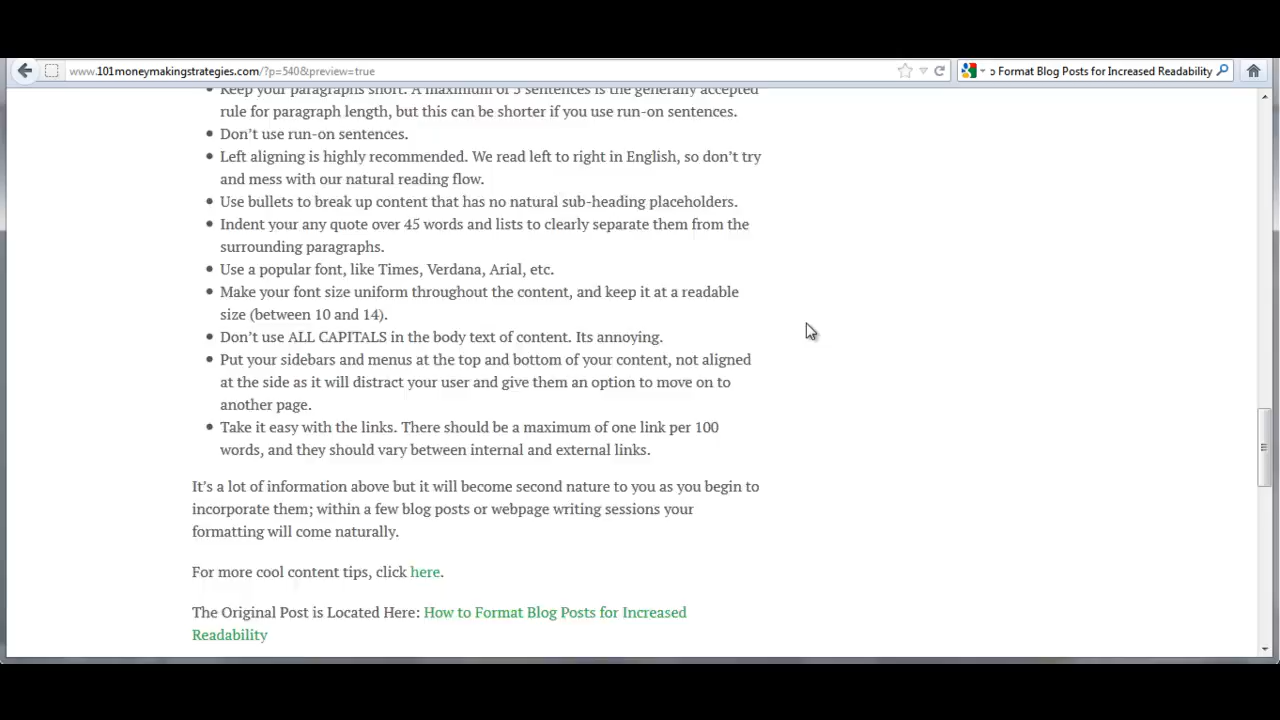 www.101moneymakingstrategies.com/?p=540&preview=true
ɔ Format Blog Posts for Increased Readability
Keep your paragraphs short. A maximum of 5 sentences is the generally accepted
rule for paragraph length, but this can be shorter if you use run-on sentences.
Don’t use run-on sentences.
Left aligning is highly recommended. We read left to right in English, so don’t try
and mess with our natural reading flow.
Use bullets to break up content that has no natural sub-heading placeholders.
Indent your any quote over 45 words and lists to clearly separate them from the
surrounding paragraphs.
Use a popular font, like Times, Verdana, Arial, etc.
Make your font size uniform throughout the content, and keep it at a readable
size (between 10 and 14).
Don’t use ALL CAPITALS in the body text of content. Its annoying.
Put your sidebars and menus at the top and bottom of your content, not aligned
at the side as it will distract your user and give them an option to move on to
another page.
Take it easy with the links. There should be a maximum of one link per 100
words, and they should vary between internal and external links.
It’s a lot of information above but it will become second nature to you as you begin to
incorporate them; within a few blog posts or webpage writing sessions your
formatting will come naturally.
For more cool content tips, click here.
The Original Post is Located Here: How to Format Blog Posts for Increased
Readability